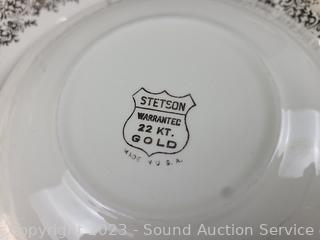 STETSON
WARRANTED
22 KT.
GOLD
MADE IN U.S.A.
Copyright 2023 - Sound Auction Service